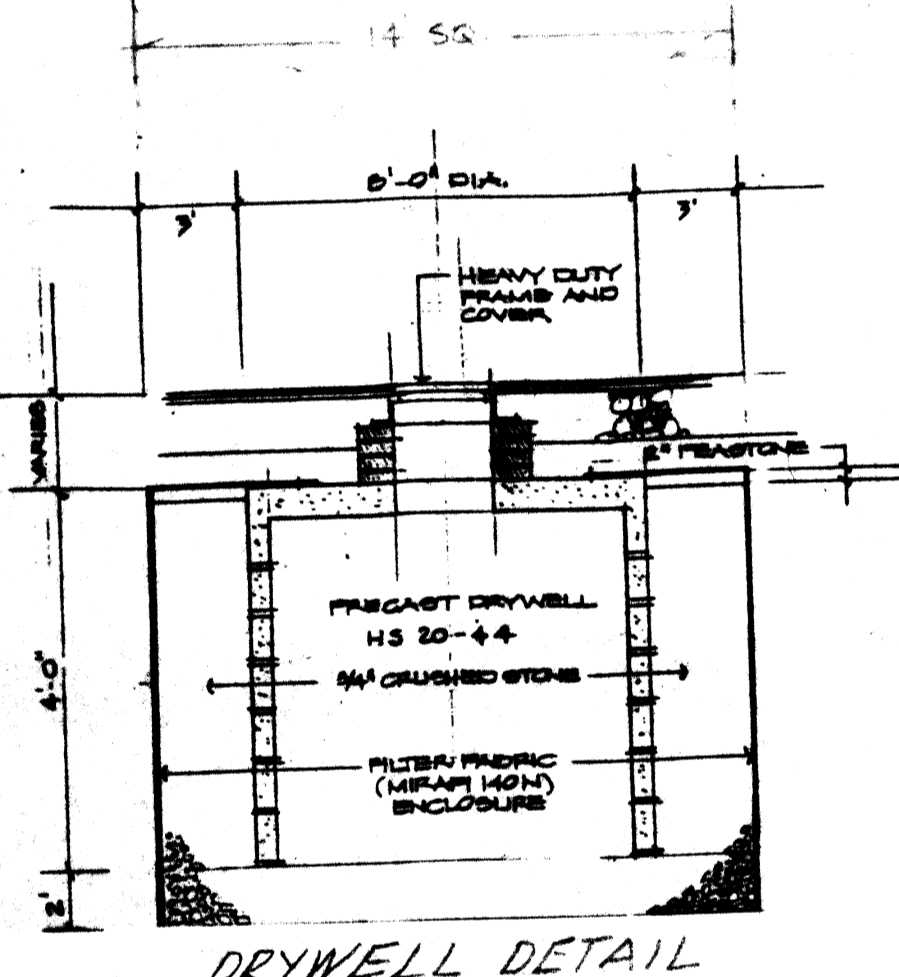 14 SQ
8'-0" DIA.
3'
3'
HEAVY DUTY
FRAME AND
COVER
VARIES
2" PEASTONE
PRECAST DRYWELL
HS 20-44
3/4" CRUSHED STONE
4'-0"
FILTER FABRIC
(MIRAFI 140N)
ENCLOSURE
2'
DRYWELL DETAIL